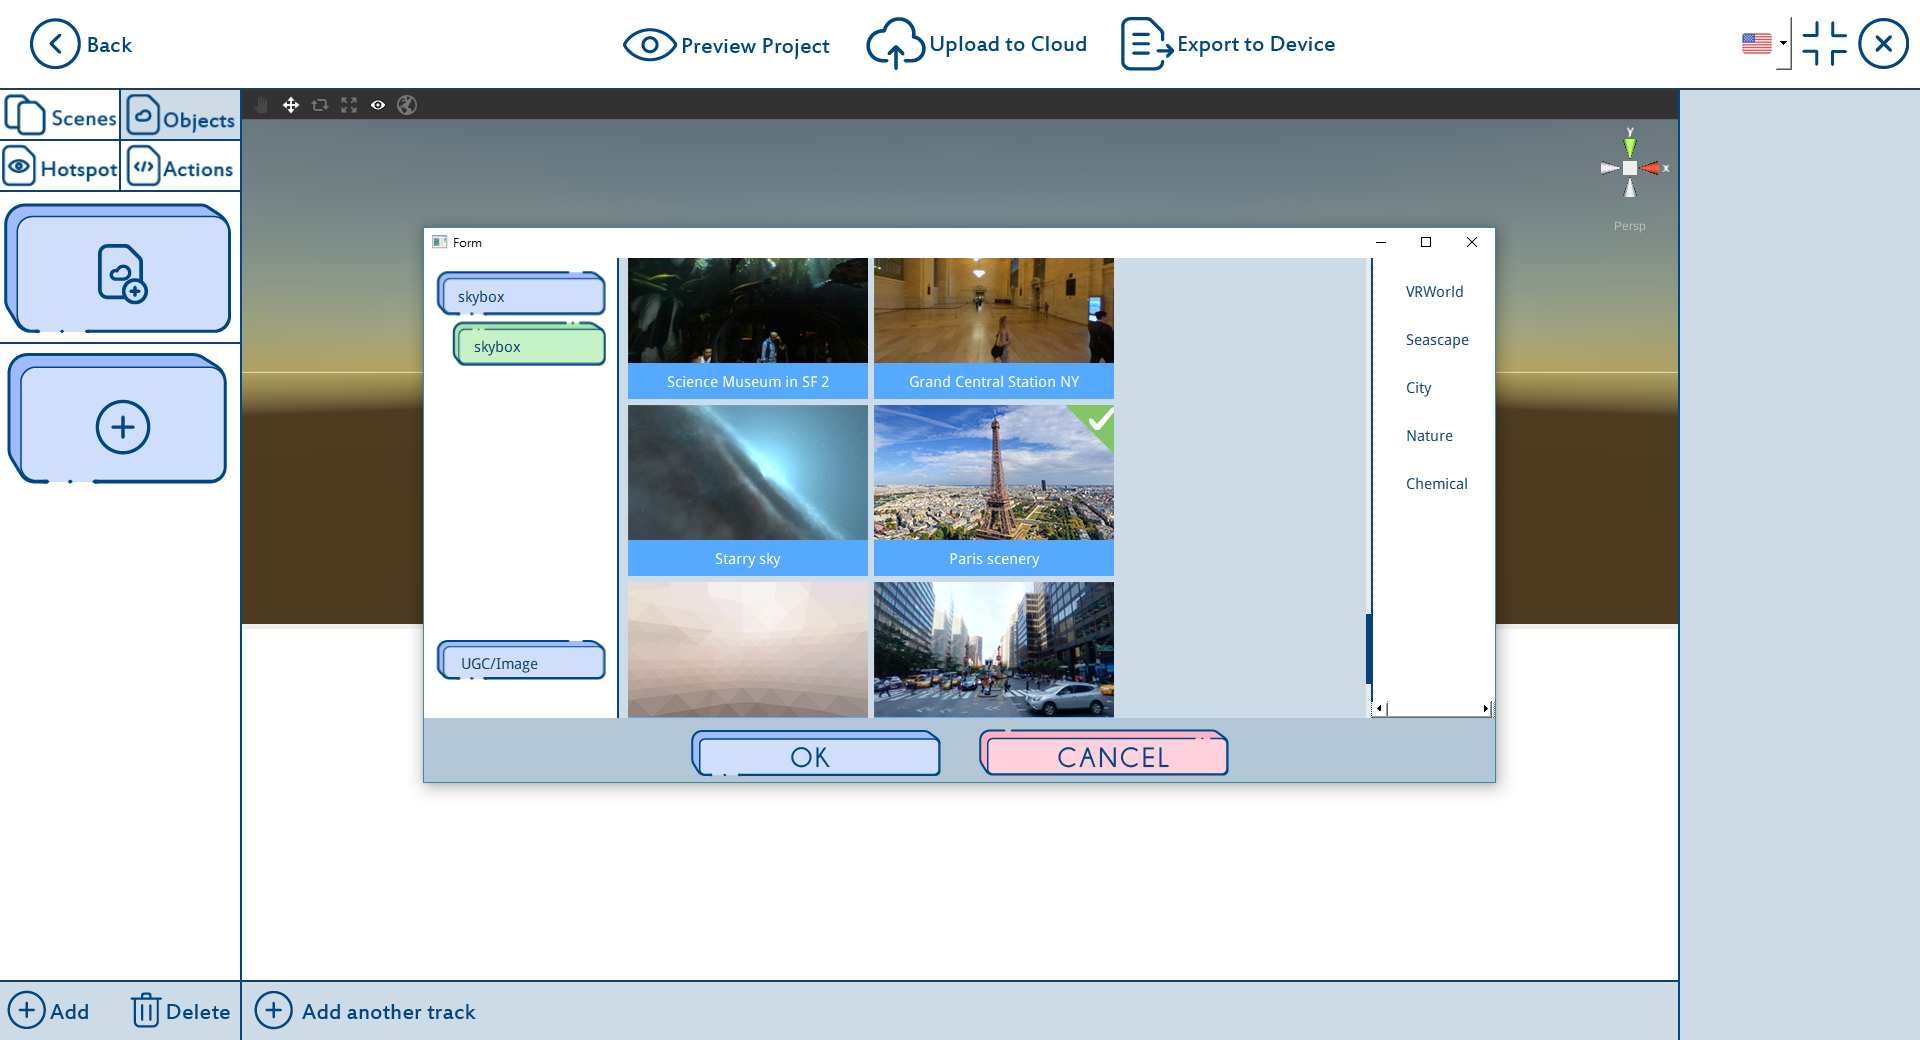 Back
Preview Project
Upload to Cloud
Export to Device
Scenes
Objects
Hotspot
Actions
y
x
Persp
Form
skybox
skybox
UGC/Image
Science Museum in SF 2
Grand Central Station NY
Starry sky
Paris scenery
VRWorld
Seascape
City
Nature
Chemical
OK
CANCEL
Add
Delete
Add another track